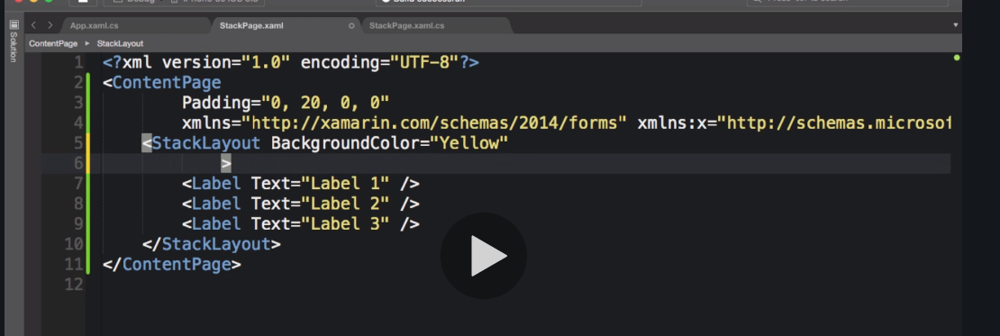 App.xaml.cs StackPage.xaml StackPage.xaml.cs
Solution
ContentPage StackLayout
1 <?xml version="1.0" encoding="UTF-8"?>
2 <ContentPage
3 Padding="0, 20, 0, 0"
4 xmlns="http://xamarin.com/schemas/2014/forms" xmlns:x="http://schemas.microsof
5 <StackLayout BackgroundColor="Yellow"
6 >
7 <Label Text="Label 1" />
8 <Label Text="Label 2" />
9 <Label Text="Label 3" />
10 </StackLayout>
11 </ContentPage>
12